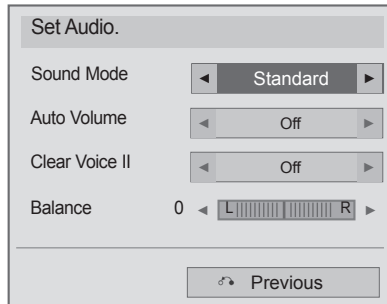 Set Audio.
Sound Mode ◄ Standard ►
Auto Volume ◄ Off ►
Clear Voice II ◄ Off ►
Balance 0 ◄ L R ►
Previous